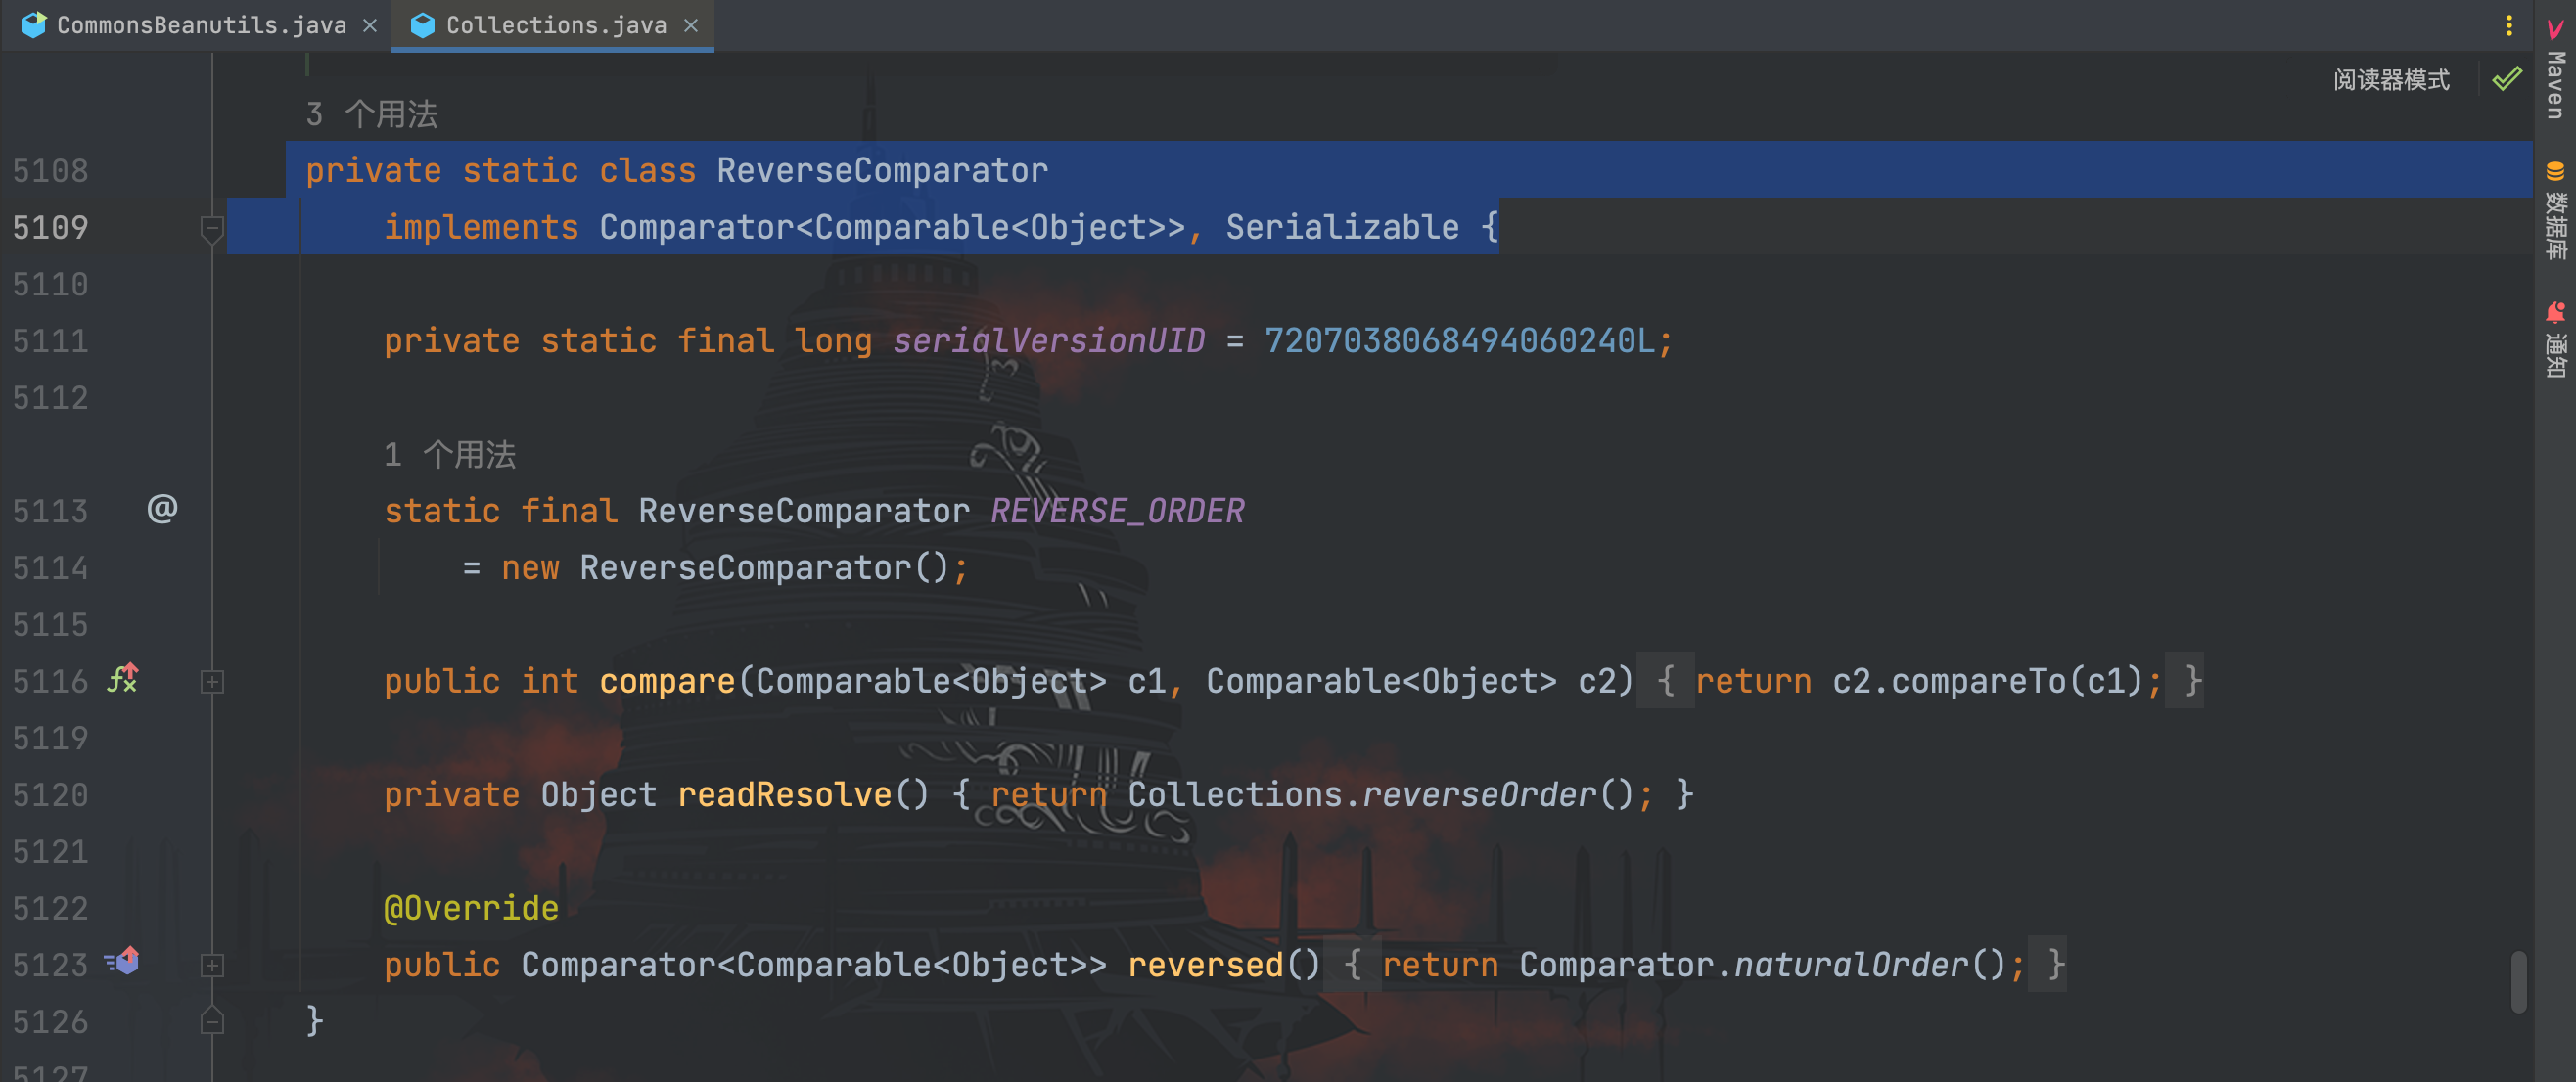 CommonsBeanutils.java
Collections.java
阅读器模式
3 个用法
5108 private static class ReverseComparator
5109 implements Comparator<Comparable<Object>>, Serializable {
5110
5111 private static final long serialVersionUID = 7207038068494060240L;
5112
1 个用法
5113 @ static final ReverseComparator REVERSE_ORDER
5114 = new ReverseComparator();
5115
5116 public int compare(Comparable<Object> c1, Comparable<Object> c2) { return c2.compareTo(c1); }
5119
5120 private Object readResolve() { return Collections.reverseOrder(); }
5121
5122 @Override
5123 public Comparator<Comparable<Object>> reversed() { return Comparator.naturalOrder(); }
5126 }
5127
Maven
数据库
通知